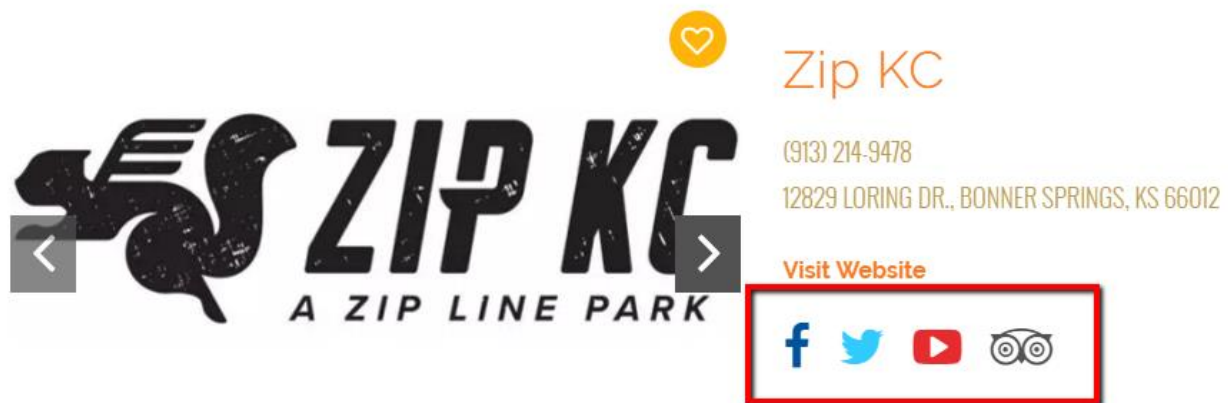 ZIP KC
A ZIP LINE PARK
Zip KC
(913) 214-9478
12829 LORING DR., BONNER SPRINGS, KS 66012
Visit Website